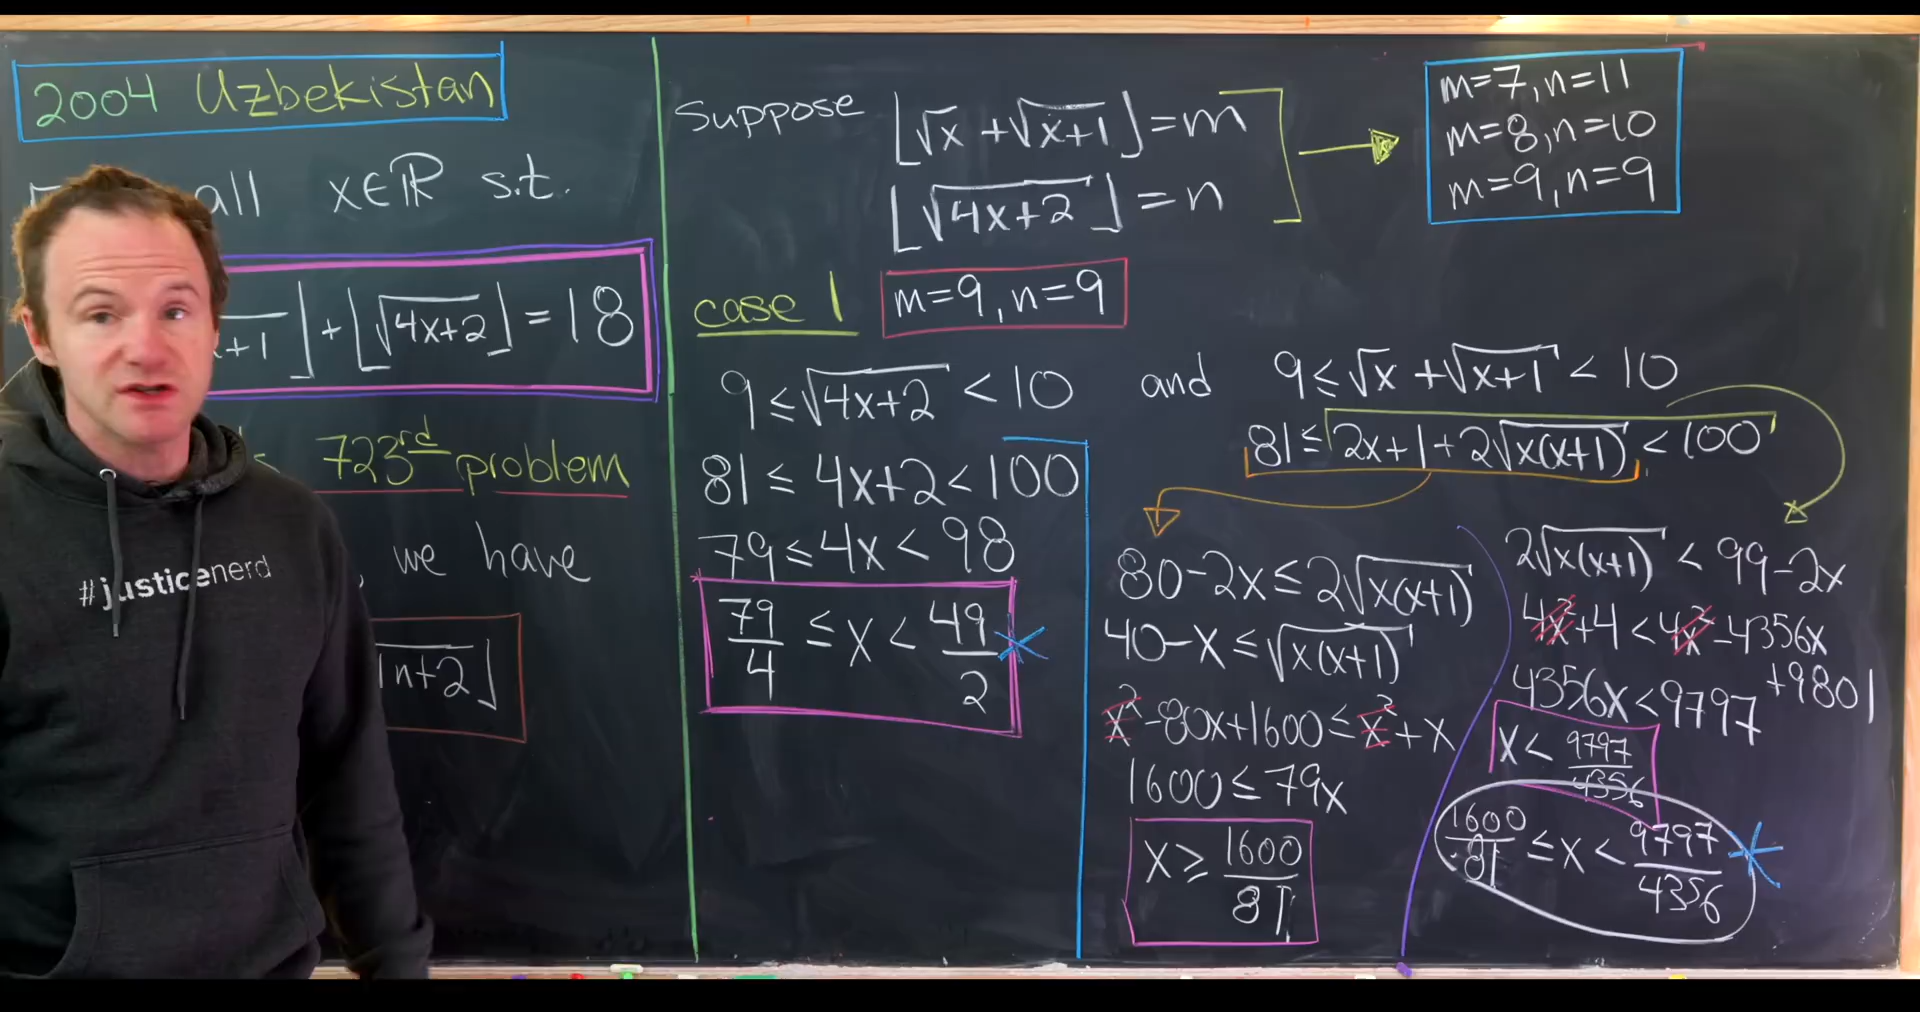 2004 Uzbekistan
all x∈ℝ s.t.
+1⌋+⌊√(4x+2)⌋=18
723rd problem
, we have
n+2⌋
#justicenerd
Suppose ⌊√x+√(x+1)⌋=m
⌊√(4x+2)⌋=n
m=7,n=11
m=8,n=10
m=9,n=9
case 1 m=9,n=9
9≤√(4x+2)<10 and 9≤√x+√(x+1)<10
81≤4x+2<100
79≤4x<98
79/4≤x<49/2
81≤2x+1+2√(x(x+1))<100
80-2x≤2√(x(x+1))
40-x≤√(x(x+1))
x²-80x+1600≤x²+x
1600≤79x
x≥1600/81
2√(x(x+1))<99-2x
4x²+4<4x²-4356x
+9801
4356x<9797
x<9797/4356
1600/81≤x<9797/4356